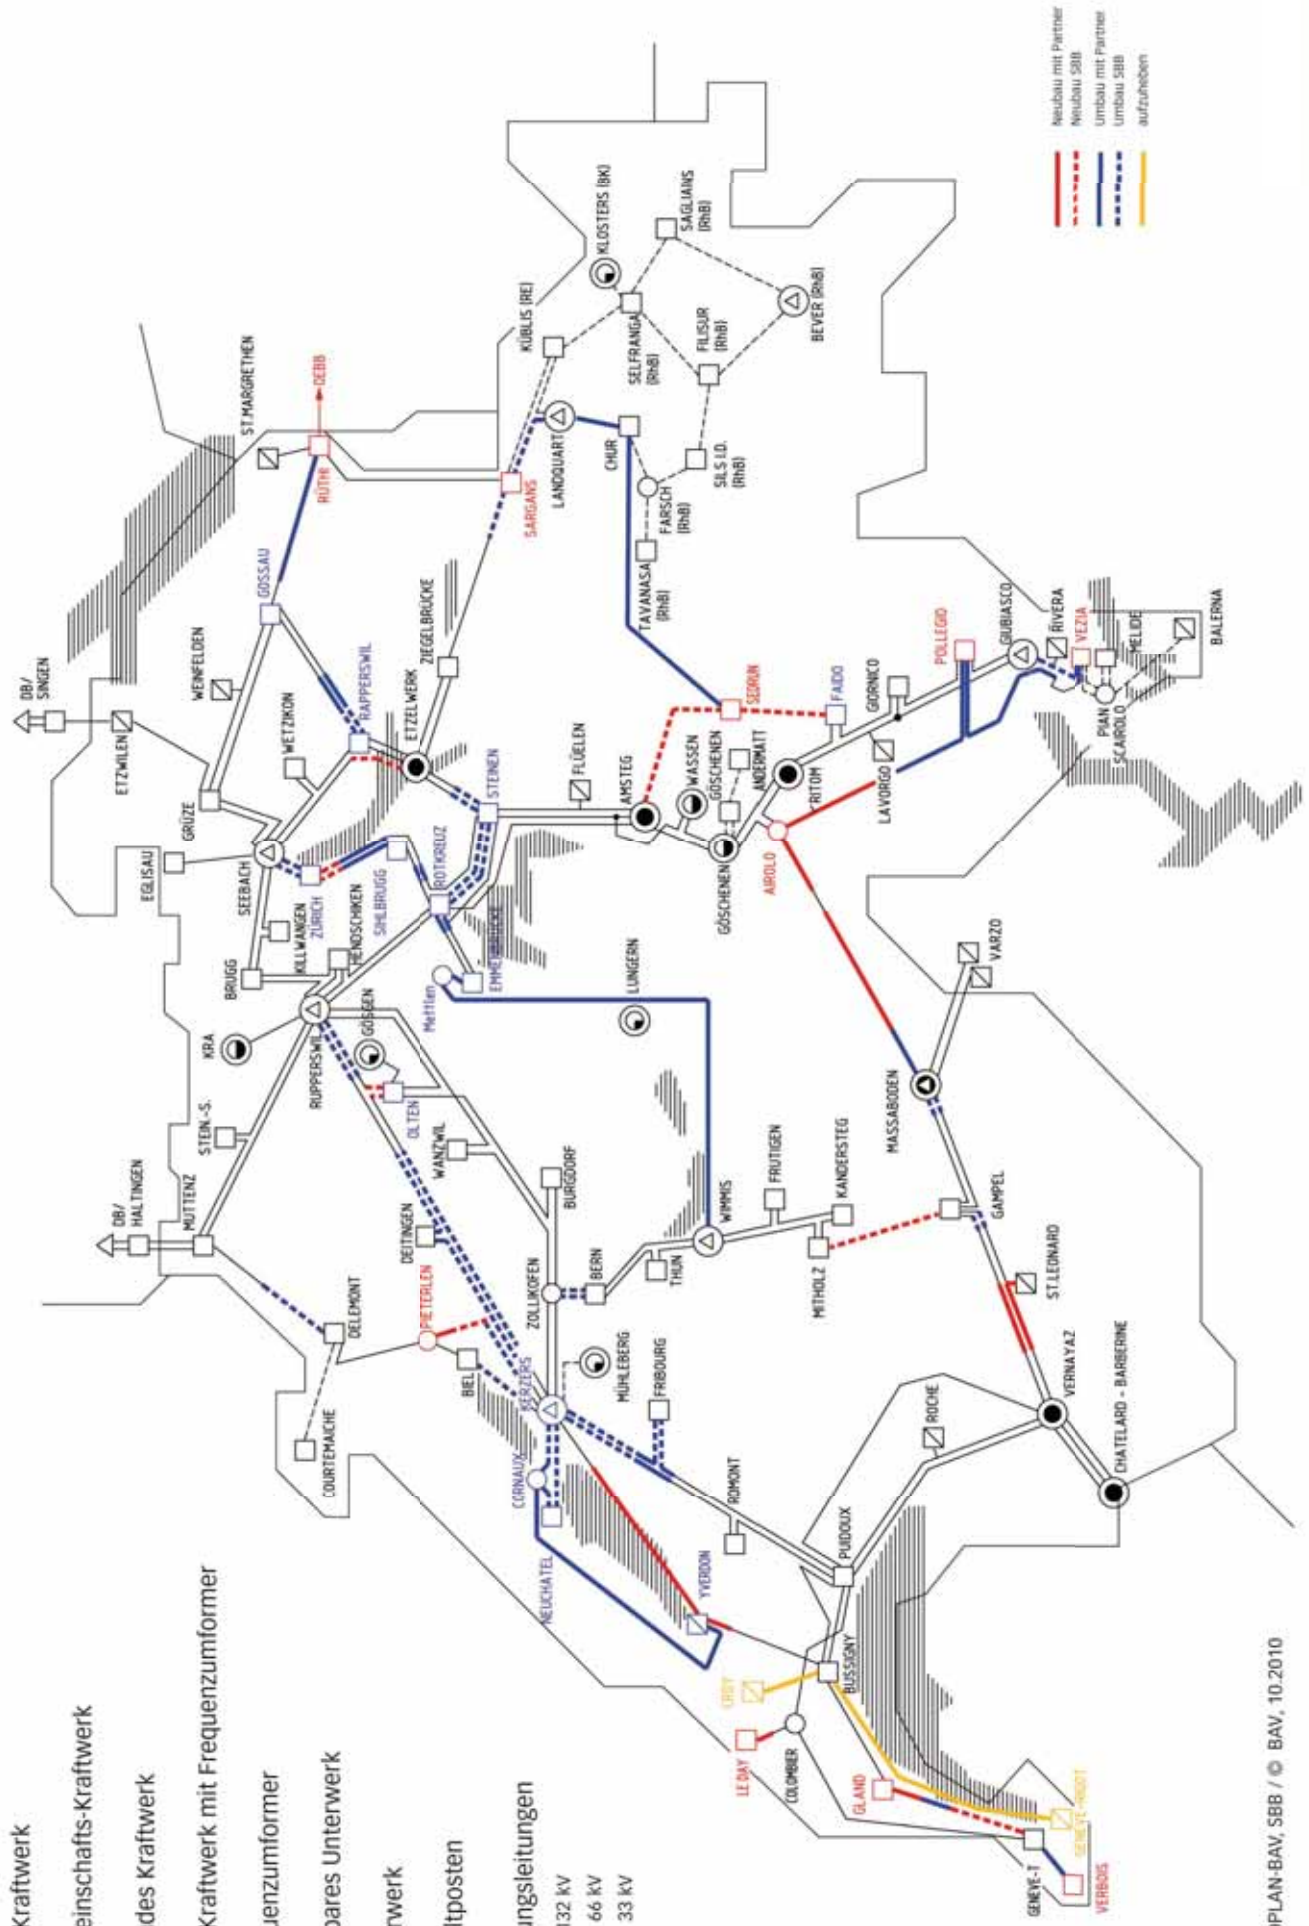 Kraftwerk
einschafts-Kraftwerk
des Kraftwerk
Kraftwerk mit Frequenzumformer
uenzumformer
bares Unterwerk
rwerk
ltposten
ungsleitungen
132 kV
66 kV
33 kV
Neubau mit Partner
Neubau SBB
Umbau mit Partner
Umbau SBB
aufzuheben
DB/
SINGEN
ETZWILEN
ST.MARGRETHEN
DEBB
RÜTHI
GOSSAU
WEINFELDEN
GRÜZE
EGLISAU
WETZIKON
RAPPERSWIL
ETZELWERK
ZIEGELBRÜCKE
SARGANS
LANDQUART
KÜBLIS (RE)
KLOSTERS (BK)
SELFRANGA
(RhB)
SAGLIANS
(RhB)
FILISUR
(RhB)
BEVER (RhB)
CHUR
FARSCH
(RhB)
SILS I.D.
(RhB)
TAVANASA
(RhB)
SEEBACH
BRUGG
KILLWANGEN
ZÜRICH
HENDSCHIKEN
SIHLBRUGG
ROTKREUZ
STEINEN
EMMENBRÜCKE
Mettlen
FLÜELEN
AMSTEG
WASSEN
GÖSCHENEN
GÖSCHENEN
ANDERMATT
SEDRUN
FAIDO
RITOM
AIROLO
LAVORGO
GIORNICO
POLLEGIO
GIUBIASCO
RIVERA
VEZIA
MELIDE
PIAN
SCAIROLO
BALERNA
KRA
STEIN.-S.
RUPPERSWIL
GÖSGEN
OLTEN
WANZWIL
DB/
HALTINGEN
MUTTENZ
DELEMONT
COURTEMAICHE
PIETERLEN
BIEL
DEITINGEN
BURGDORF
ZOLLIKOFEN
BERN
THUN
WIMMIS
FRUTIGEN
KANDERSTEG
MITHOLZ
LUNGERN
KERZERS
MÜHLEBERG
FRIBOURG
CORNAUX
NEUCHATEL
YVERDON
ROMONT
PUIDOUX
ROCHE
MASSABODEN
VARZO
GAMPEL
ST.LEONARD
VERNAYAZ
CHATELARD - BARBERINE
BUSSIGNY
CROY
LE DAY
COLOMBIER
GLAND
GENEVE-T
VERBOIS
PLAN-BAV, SBB / © BAV, 10.2010